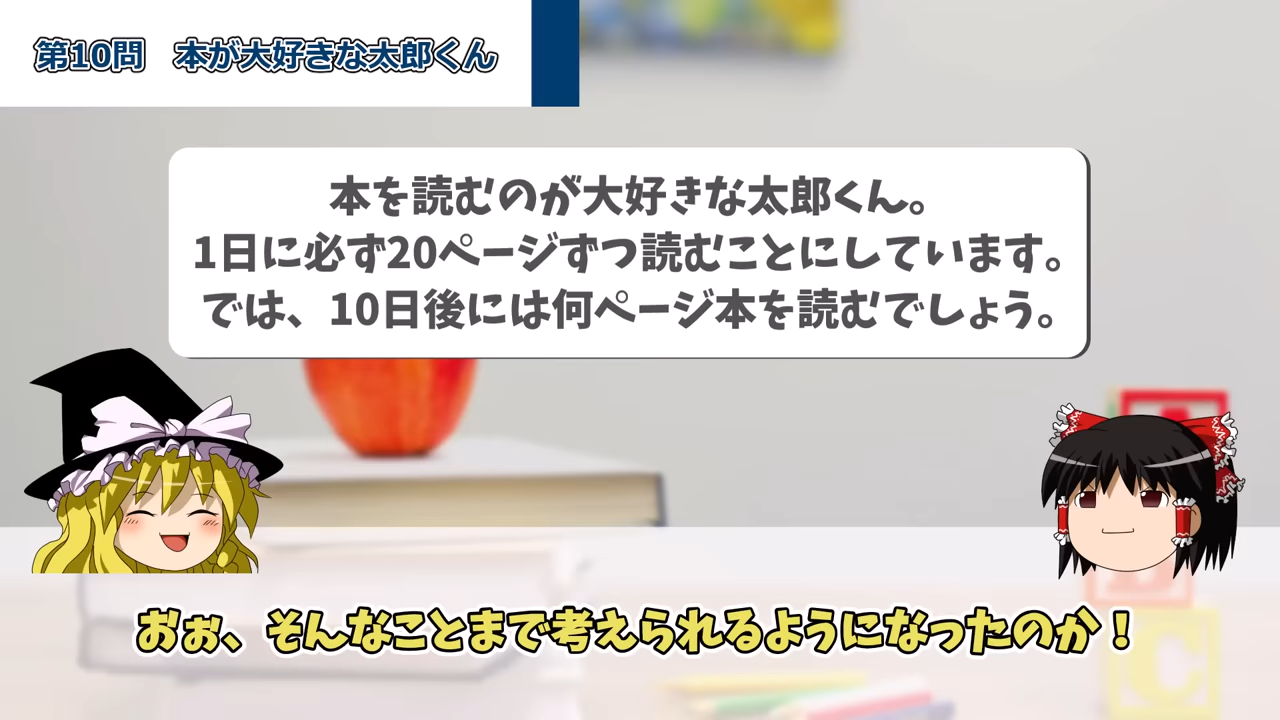 第10問 本が大好きな太郎くん
本を読むのが大好きな太郎くん。
1日に必ず20ページずつ読むことにしています。
では、10日後には何ページ本を読むでしょう。
おぉ、そんなことまで考えられるようになったのか！
C